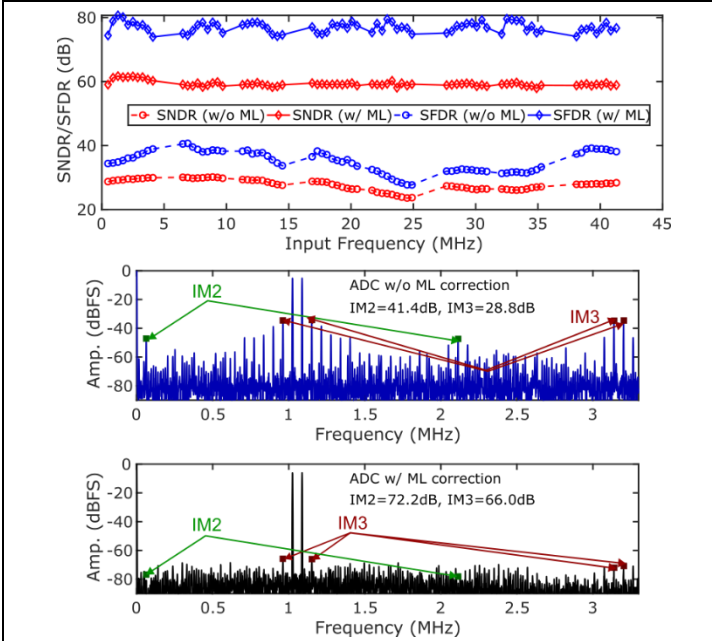 80
60
40
20
SNDR/SFDR (dB)
SNDR (w/o ML) SNDR (w/ ML) SFDR (w/o ML) SFDR (w/ ML)
0 5 10 15 20 25 30 35 40 45
Input Frequency (MHz)
0
-20
-40
-60
-80
Amp. (dBFS)
IM2
ADC w/o ML correction
IM2=41.4dB, IM3=28.8dB
IM3
0 0.5 1 1.5 2 2.5 3
Frequency (MHz)
0
-20
-40
-60
-80
Amp. (dBFS)
ADC w/ ML correction
IM2=72.2dB, IM3=66.0dB
IM2
IM3
0 0.5 1 1.5 2 2.5 3
Frequency (MHz)